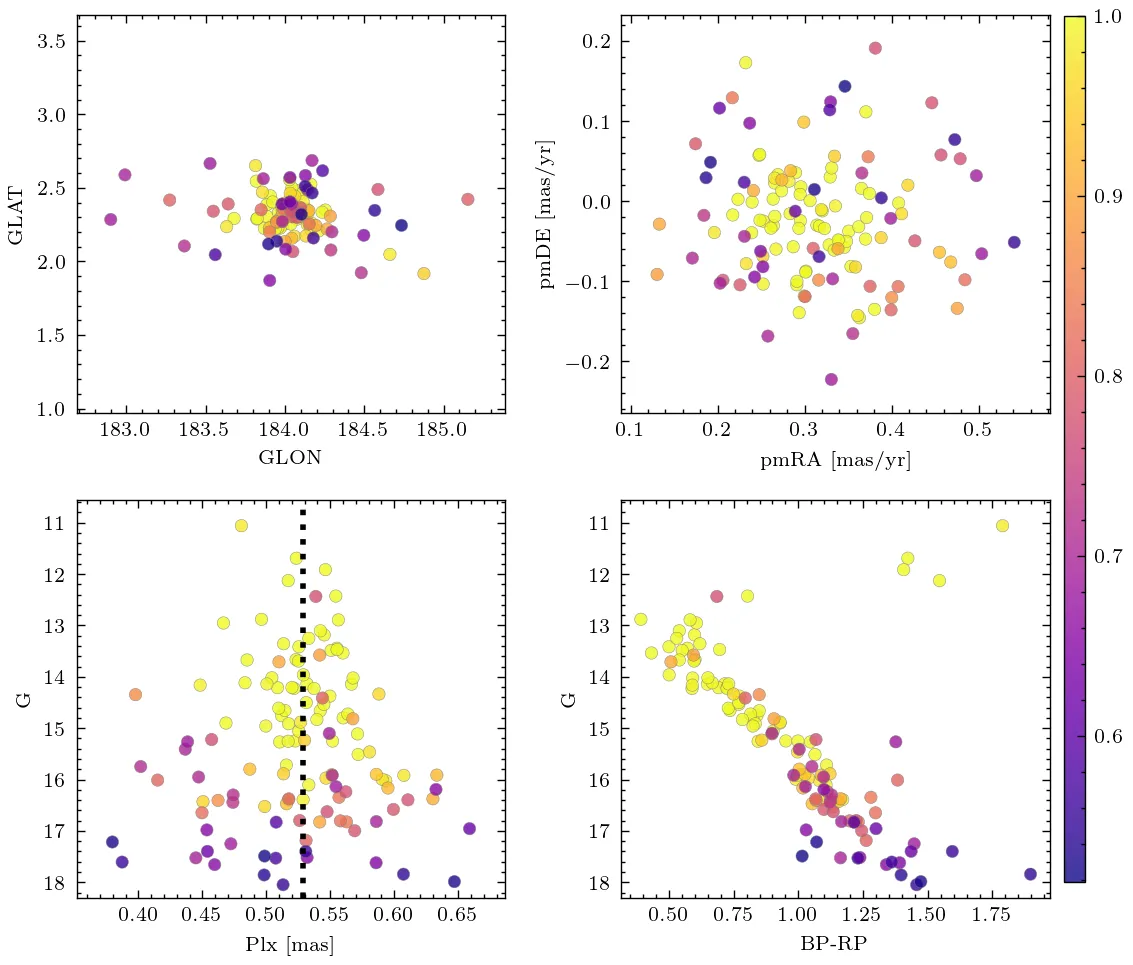 3.5
3.0
2.5
2.0
1.5
1.0
GLAT
183.0 183.5 184.0 184.5 185.0
GLON
0.2
0.1
0.0
−0.1
−0.2
pmDE [mas/yr]
0.1 0.2 0.3 0.4 0.5
pmRA [mas/yr]
1.0
0.9
0.8
0.7
0.6
11
12
13
14
15
16
17
18
G
0.40 0.45 0.50 0.55 0.60 0.65
Plx [mas]
11
12
13
14
15
16
17
18
G
0.50 0.75 1.00 1.25 1.50 1.75
BP-RP